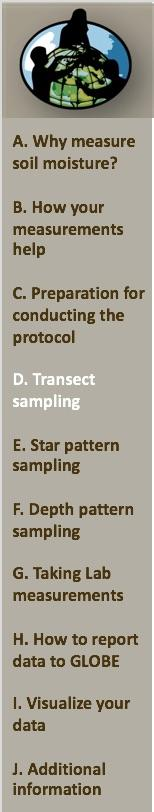 A. Why measure
soil moisture?
B. How your
measurements
help
C. Preparation for
conducting the
protocol
D. Transect
sampling
E. Star pattern
sampling
F. Depth pattern
sampling
G. Taking Lab
measurements
H. How to report
data to GLOBE
I. Visualize your
data
J. Additional
information